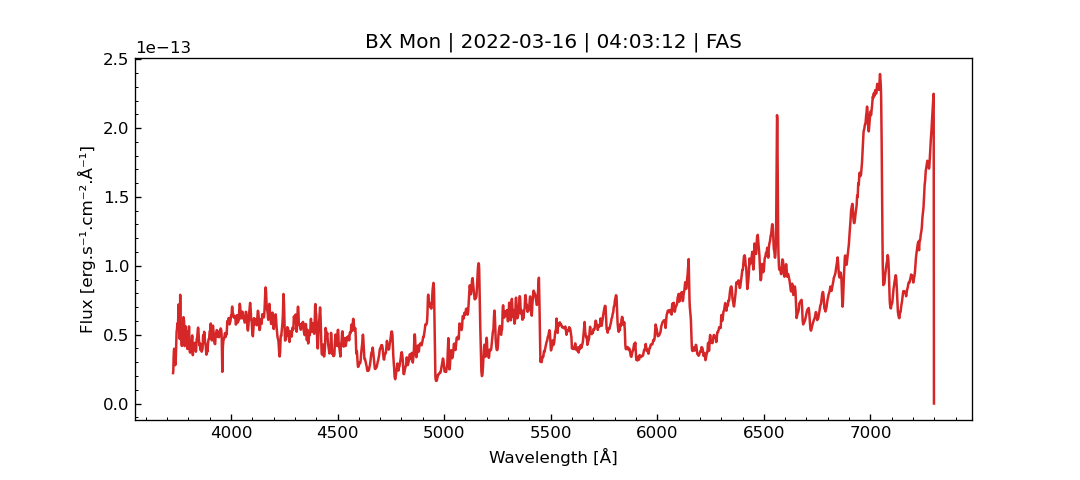 BX Mon | 2022-03-16 | 04:03:12 | FAS
1e−13
2.5
2.0
1.5
1.0
0.5
0.0
Flux [erg.s⁻¹.cm⁻².Å⁻¹]
4000 4500 5000 5500 6000 6500 7000
Wavelength [Å]